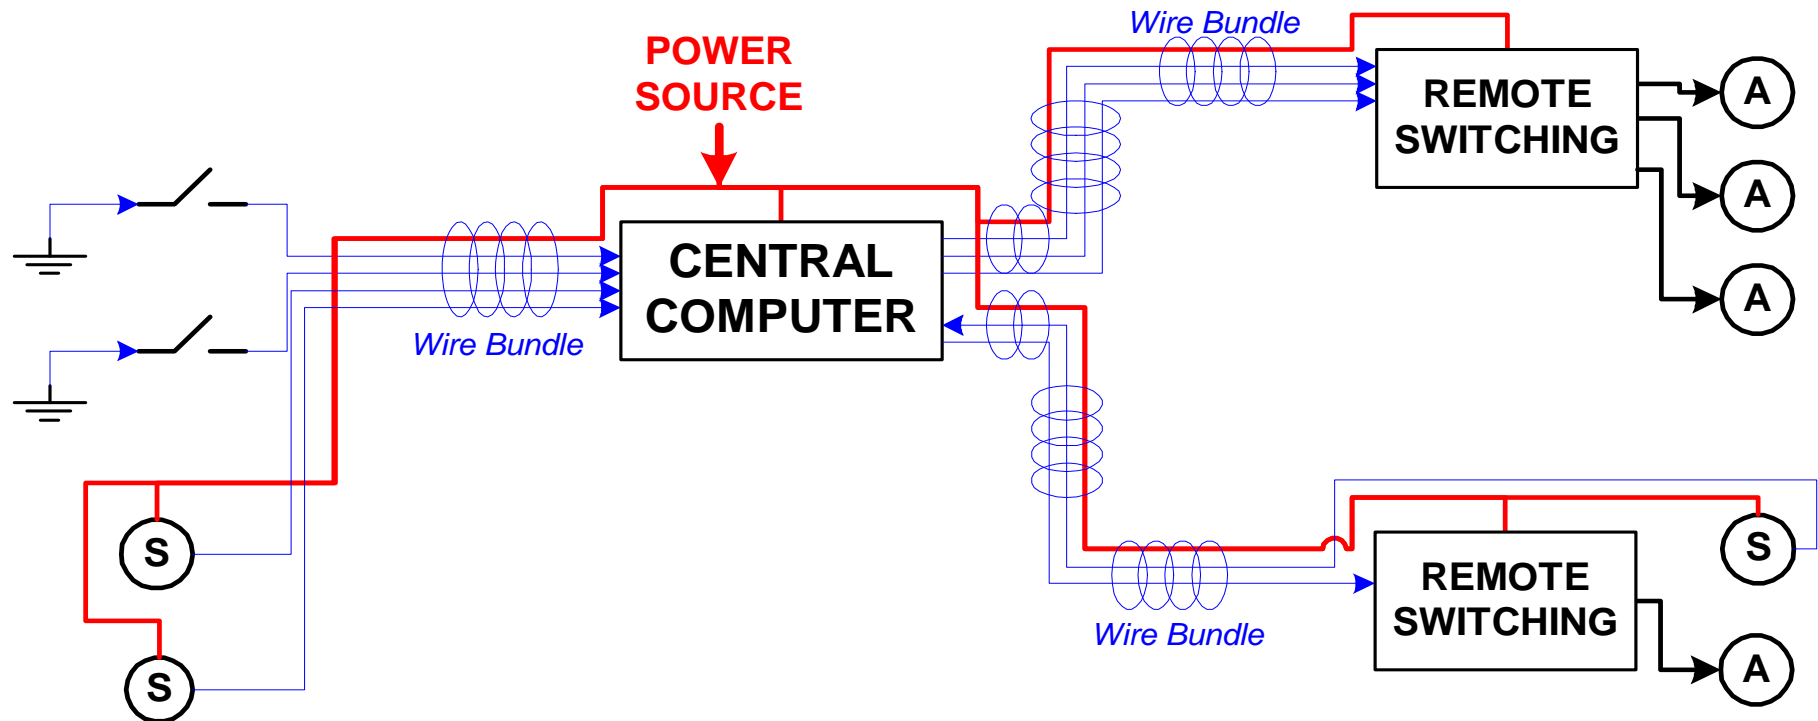 Wire Bundle
POWER
SOURCE
REMOTE
SWITCHING
A
A
A
CENTRAL
COMPUTER
Wire Bundle
S
S
S
REMOTE
SWITCHING
Wire Bundle
A